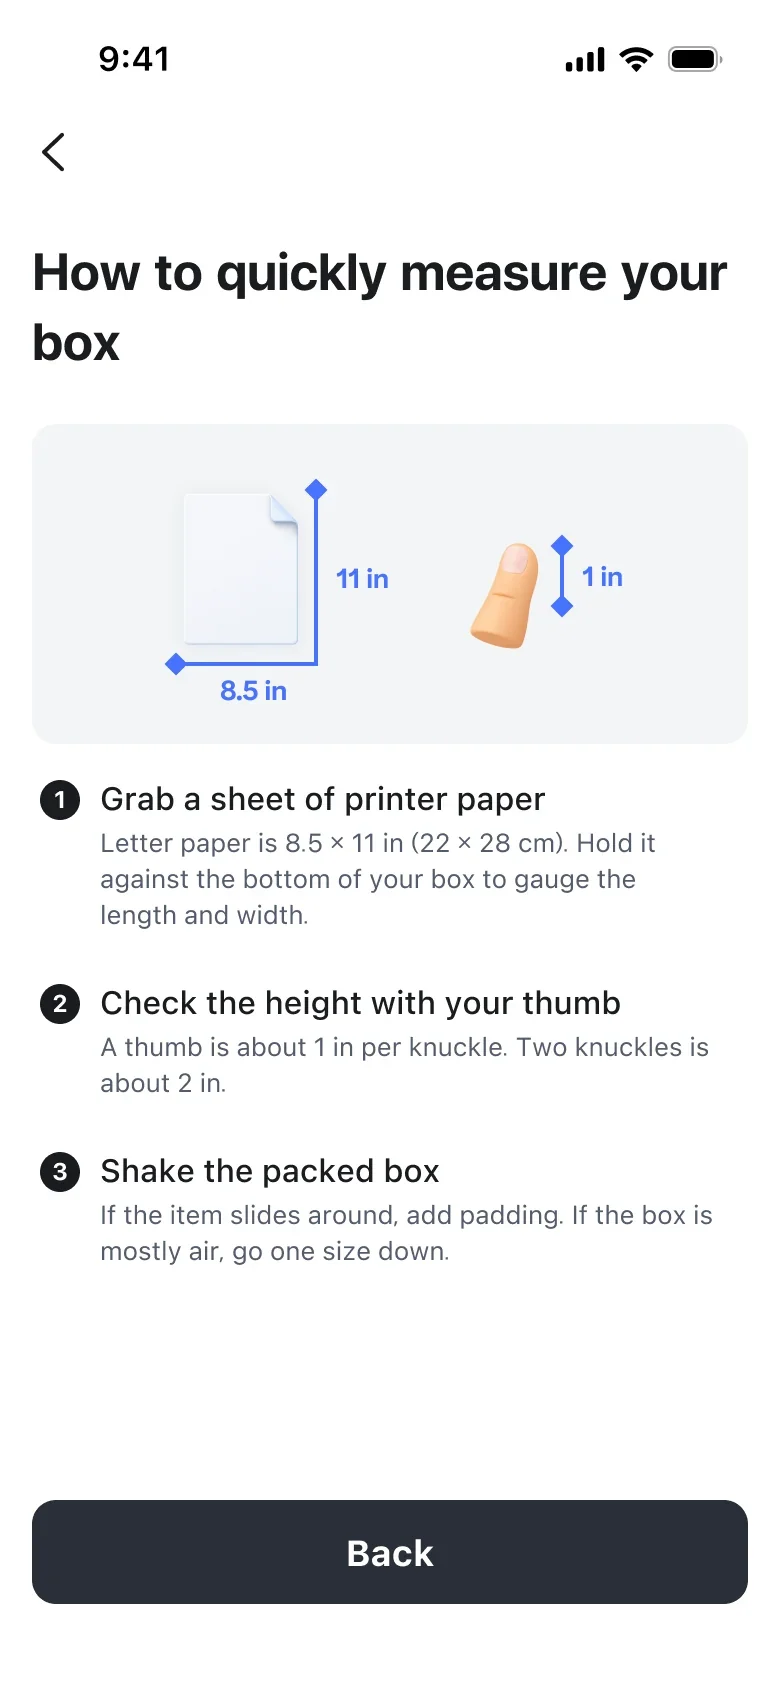 9:41
How to quickly measure your
box
11 in
1 in
8.5 in
1 Grab a sheet of printer paper
Letter paper is 8.5 × 11 in (22 × 28 cm). Hold it
against the bottom of your box to gauge the
length and width.
2 Check the height with your thumb
A thumb is about 1 in per knuckle. Two knuckles is
about 2 in.
3 Shake the packed box
If the item slides around, add padding. If the box is
mostly air, go one size down.
Back